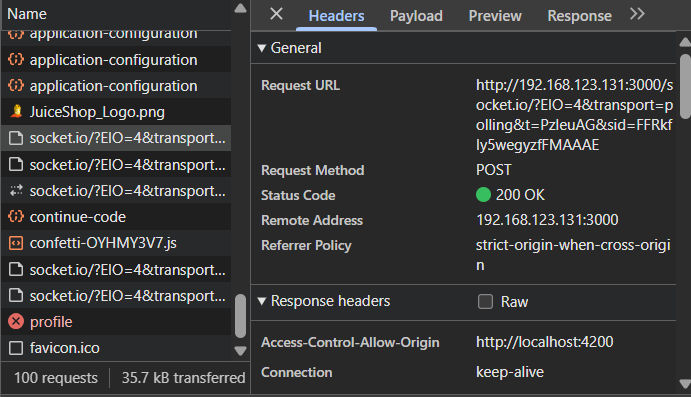 Name
application-configuration
application-configuration
application-configuration
JuiceShop_Logo.png
socket.io/?EIO=4&transport...
socket.io/?EIO=4&transport...
socket.io/?EIO=4&transport...
continue-code
confetti-OYHMY3V7.js
socket.io/?EIO=4&transport...
socket.io/?EIO=4&transport...
profile
favicon.ico
100 requests 35.7 kB transferred
Headers Payload Preview Response
General
Request URL http://192.168.123.131:3000/s
ocket.io/?EIO=4&transport=p
olling&t=PzleuAG&sid=FFRkf
Iy5wegyzfFMAAAE
Request Method POST
Status Code 200 OK
Remote Address 192.168.123.131:3000
Referrer Policy strict-origin-when-cross-origi
n
Response headers Raw
Access-Control-Allow-Origin http://localhost:4200
Connection keep-alive